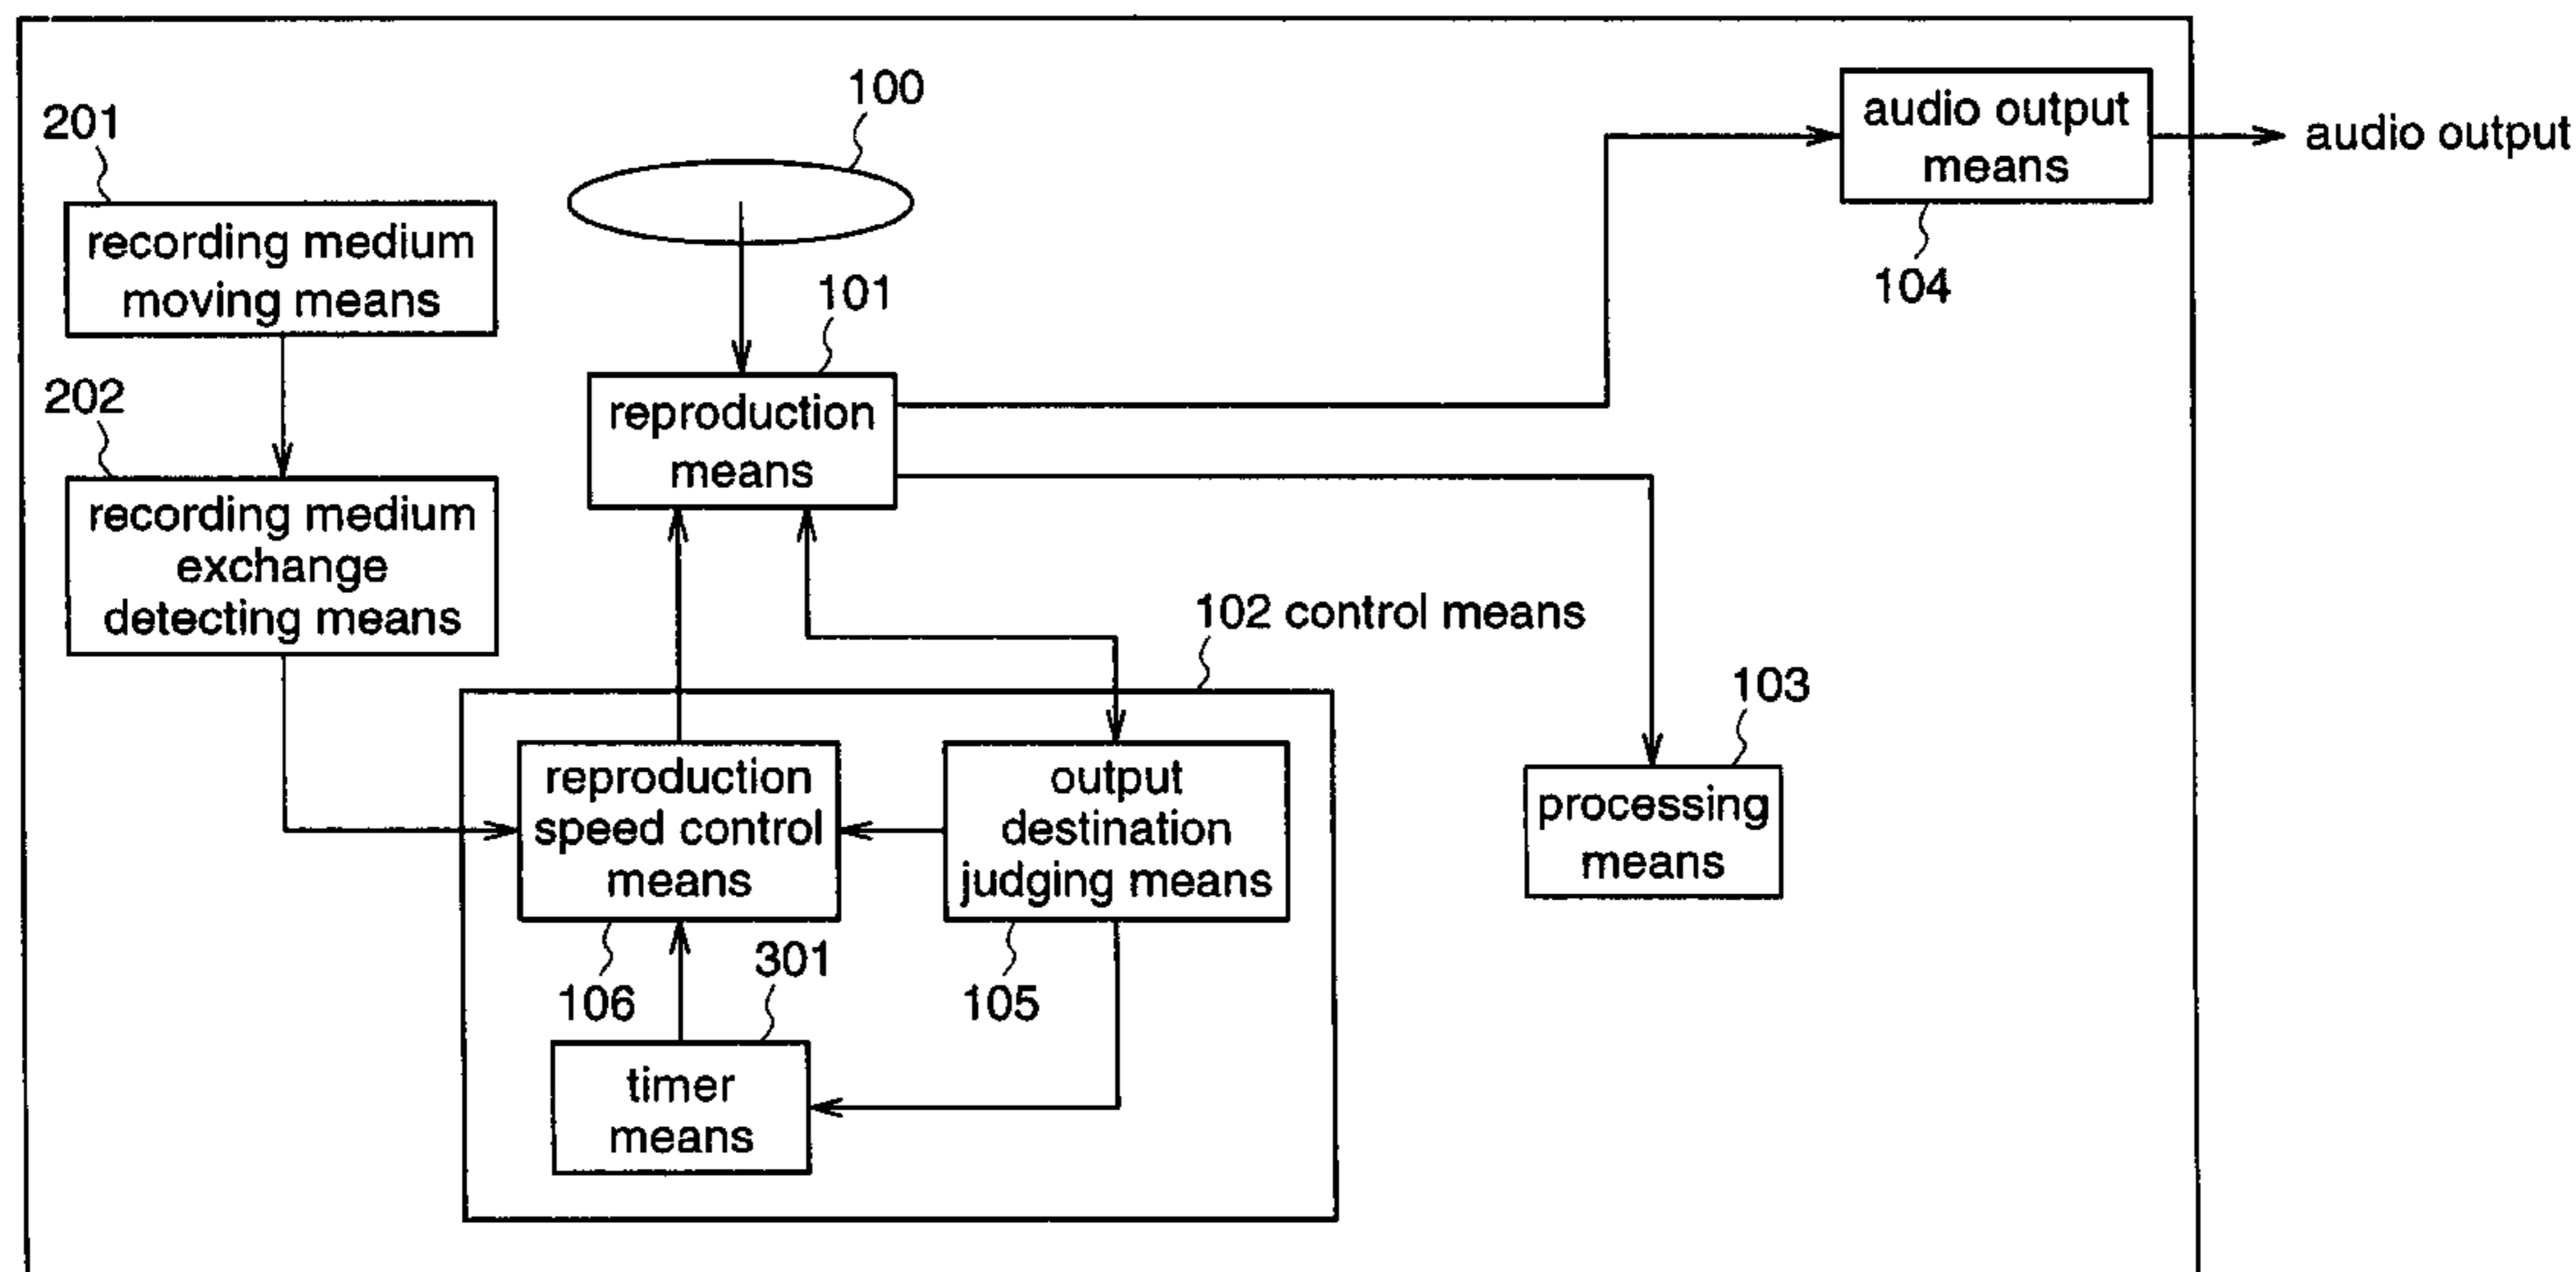 100
201
audio output
means
audio output
104
recording medium
moving means
101
202
reproduction
means
recording medium
exchange
detecting means
102 control means
103
processing
means
reproduction
speed control
means
output
destination
judging means
106
301
105
timer
means